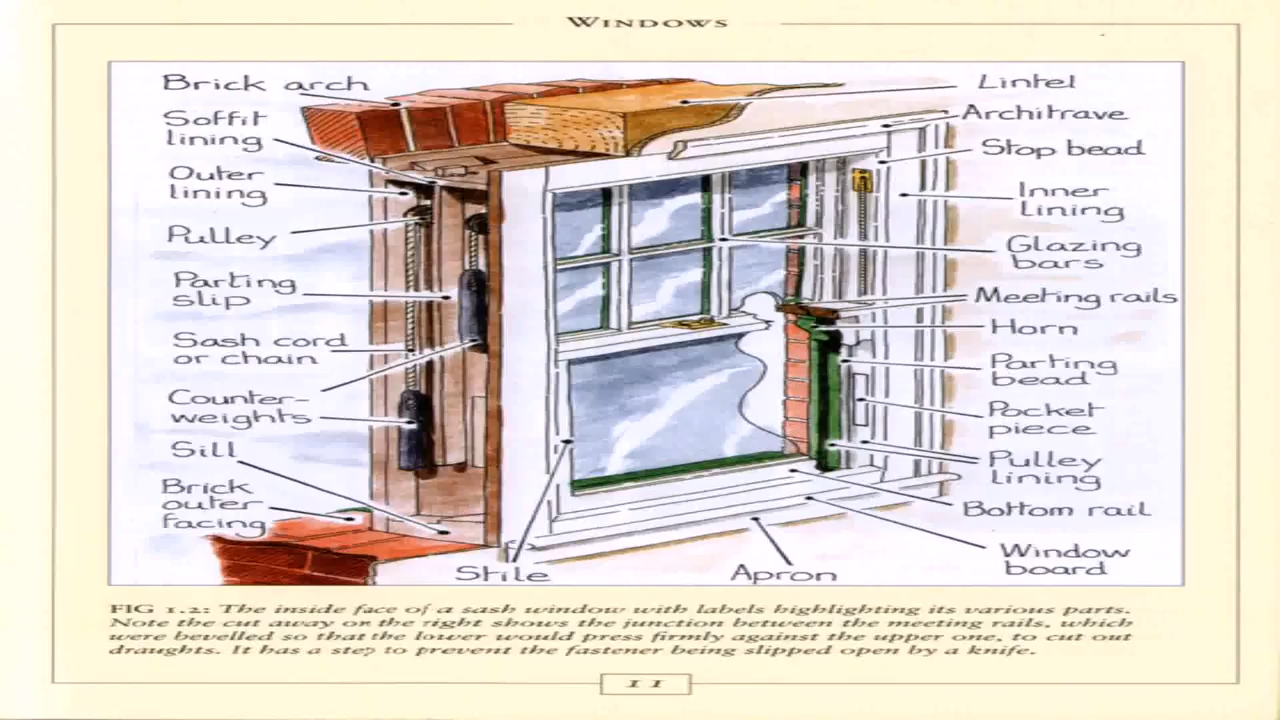 WINDOWS
Brick arch
Soffit
lining
Outer
lining
Pulley
Parting
slip
Sash cord
or chain
Counter-
weights
Sill
Brick
outer
facing
Stile
Apron
Lintel
Architrave
Stop bead
Inner
lining
Glazing
bars
Meeting rails
Horn
Parting
bead
Pocket
piece
Pulley
lining
Bottom rail
Window
board
FIG 1.2: The inside face of a sash window with labels highlighting its various parts.
Note the cut away on the right shows the junction between the meeting rails, which
were bevelled so that the lower would press firmly against the upper one, to cut out
draughts. It has a step to prevent the fastener being slipped open by a knife.
11